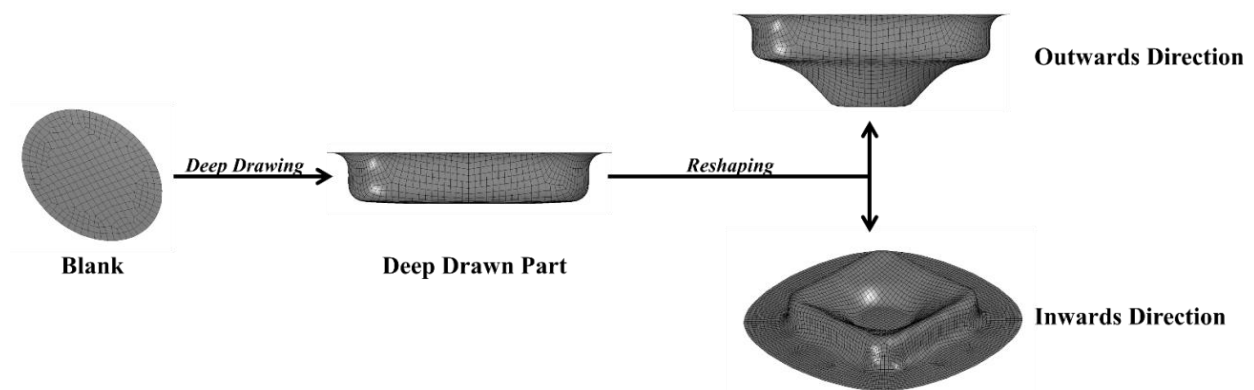 Outwards Direction
Deep Drawing
Reshaping
Blank
Deep Drawn Part
Inwards Direction